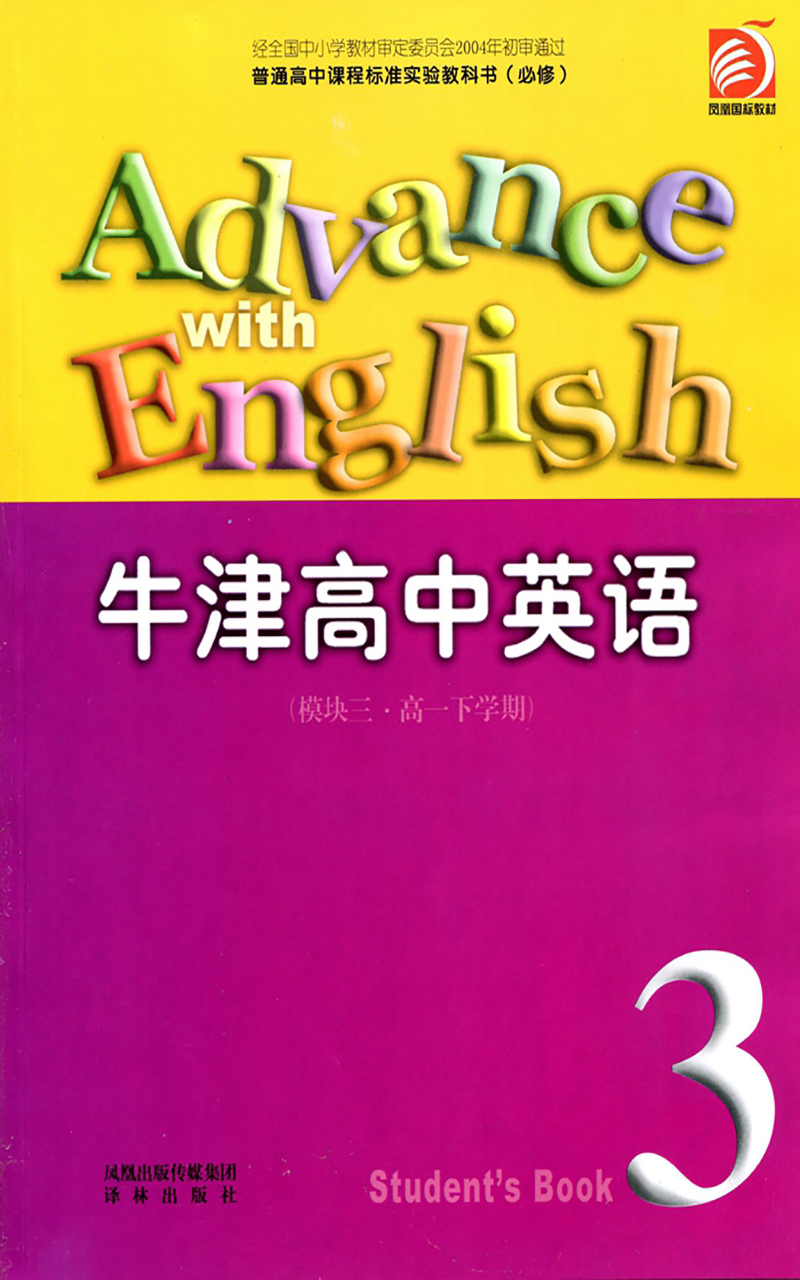 经全国中小学教材审定委员会2004年初审通过
普通高中课程标准实验教科书（必修）
凤凰国标教材
Advance
with
English
牛津高中英语
（模块三·高一下学期）
3
凤凰出版传媒集团
译林出版社
Student's Book